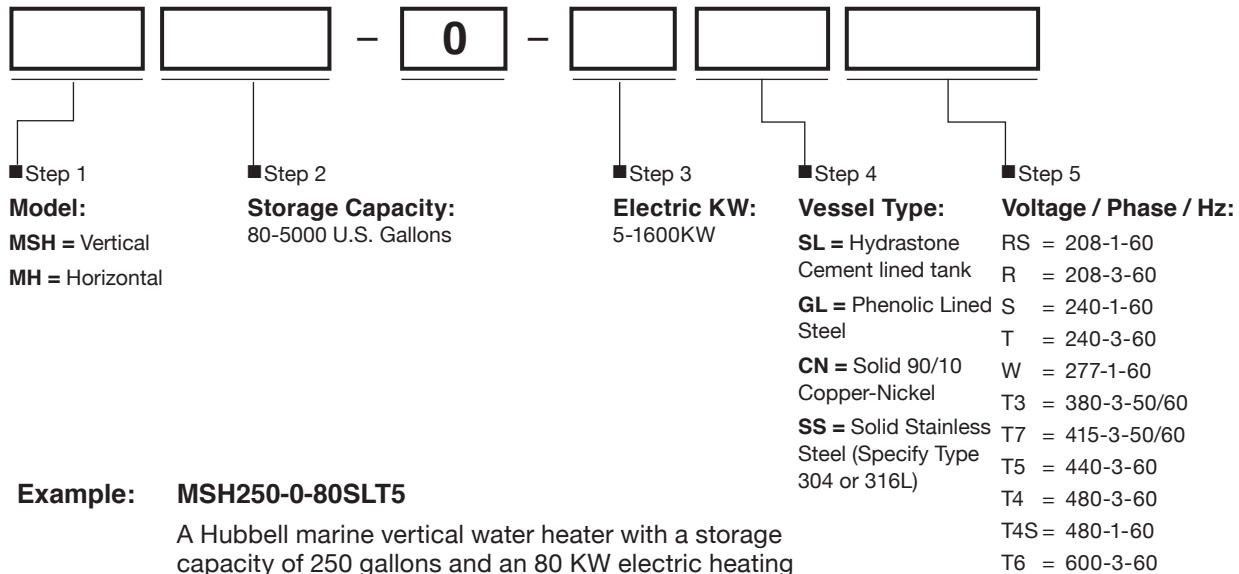 – 0 –
■Step 1
Model:
MSH = Vertical
MH = Horizontal
■Step 2
Storage Capacity:
80-5000 U.S. Gallons
■Step 3
Electric KW:
5-1600KW
■Step 4
Vessel Type:
SL = Hydrastone
Cement lined tank
GL = Phenolic Lined
Steel
CN = Solid 90/10
Copper-Nickel
SS = Solid Stainless
Steel (Specify Type
304 or 316L)
■Step 5
Voltage / Phase / Hz:
RS = 208-1-60
R = 208-3-60
S = 240-1-60
T = 240-3-60
W = 277-1-60
T3 = 380-3-50/60
T7 = 415-3-50/60
T5 = 440-3-60
T4 = 480-3-60
T4S = 480-1-60
T6 = 600-3-60
Example: MSH250-0-80SLT5
A Hubbell marine vertical water heater with a storage
capacity of 250 gallons and an 80 KW electric heating